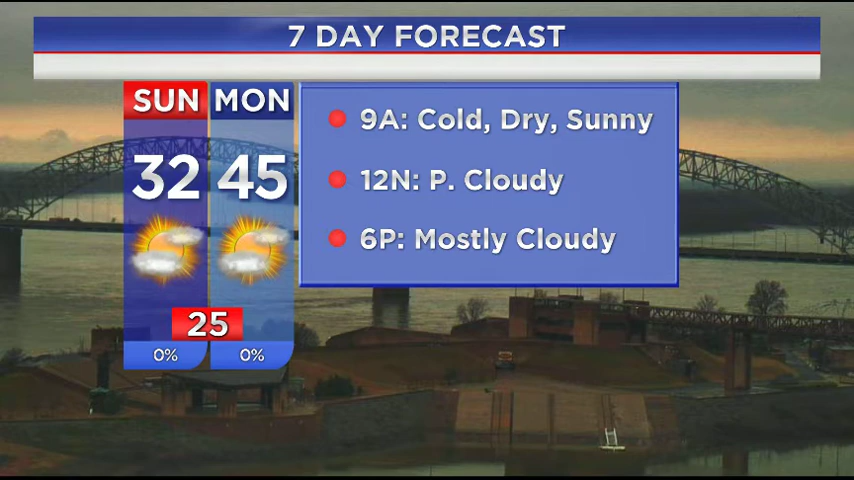 7 DAY FORECAST
SUN MON
32 45
25
0% 0%
9A: Cold, Dry, Sunny
12N: P. Cloudy
6P: Mostly Cloudy